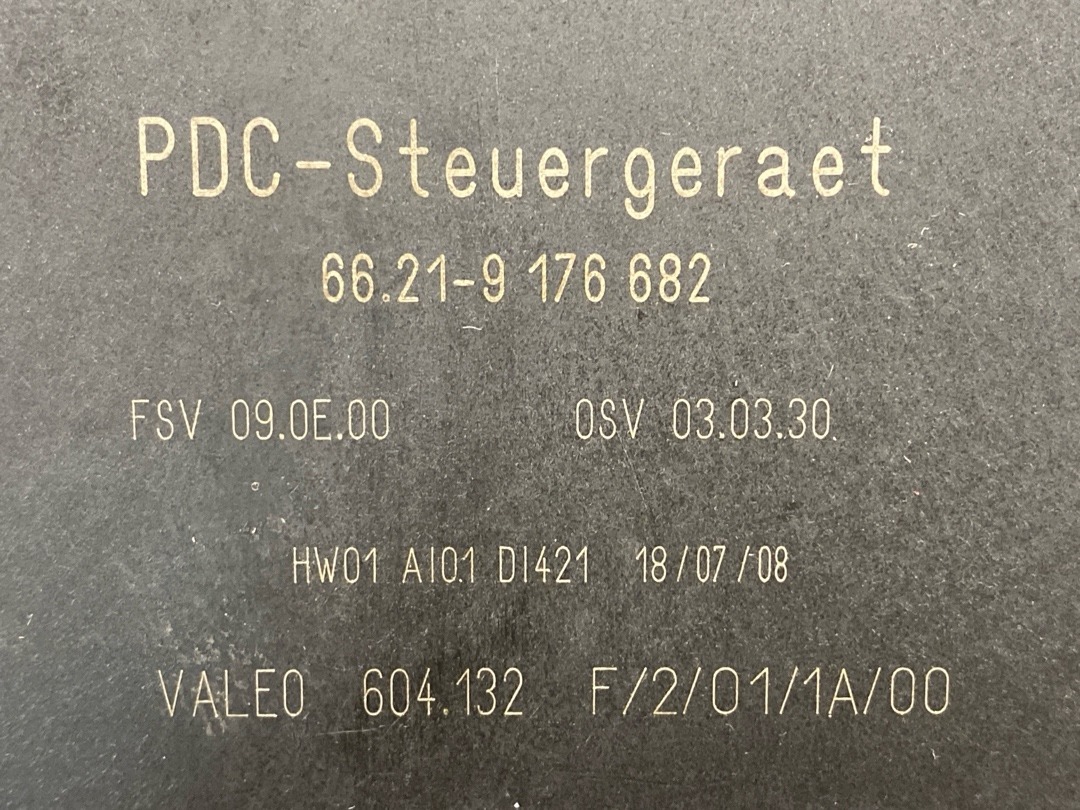 PDC-Steuergeraet
66.21-9 176 682
FSV 09.0E.00 OSV 03.03.30
HW01 AI0.1 DI421 18/07/08
VALEO 604.132 F/2/01/1A/00